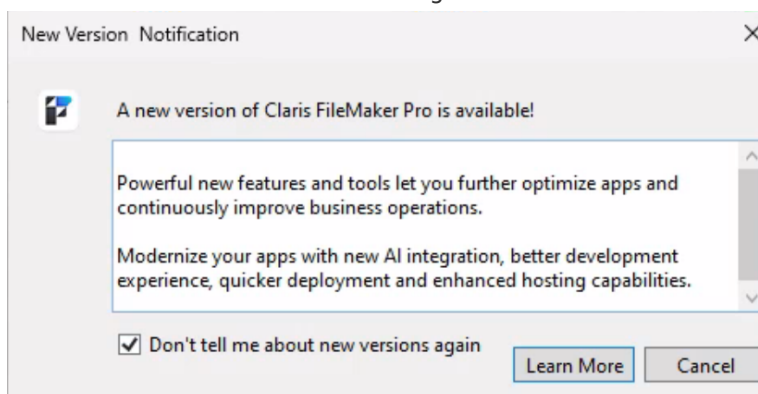 New Version Notification
A new version of Claris FileMaker Pro is available!
Powerful new features and tools let you further optimize apps and
continuously improve business operations.
Modernize your apps with new AI integration, better development
experience, quicker deployment and enhanced hosting capabilities.
Don't tell me about new versions again
Learn More
Cancel